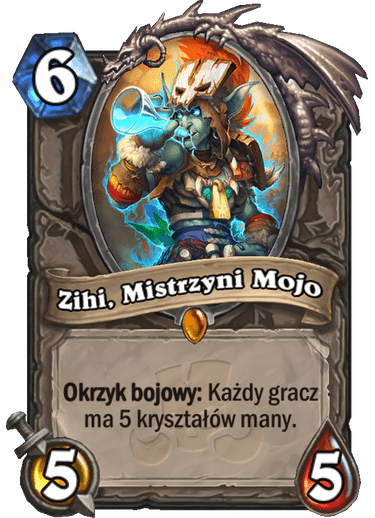 6
Zihi, Mistrzyni Mojo
Okrzyk bojowy: Każdy gracz
ma 5 kryształów many.
5
5